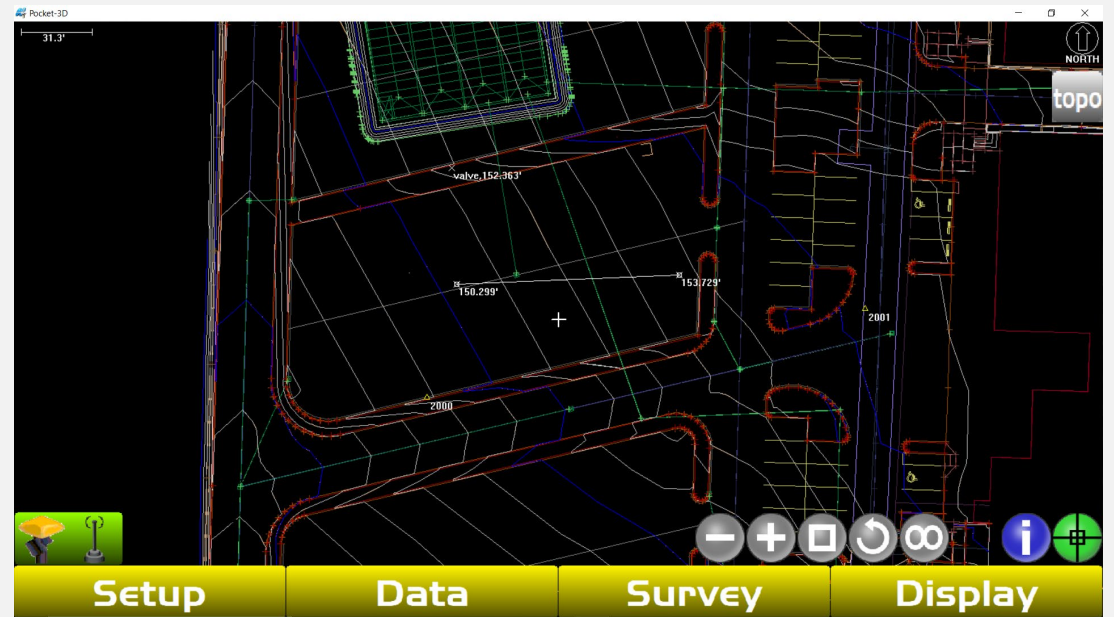 Pocket-3D
31.3'
NORTH
topo
valve,152.363'
153.729'
150.299'
2001
2000
i
Setup
Data
Survey
Display